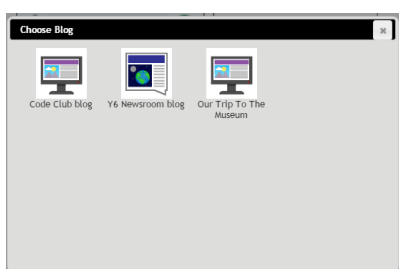 Choose Blog
Code Club blog
Y6 Newsroom blog
Our Trip To The
Museum